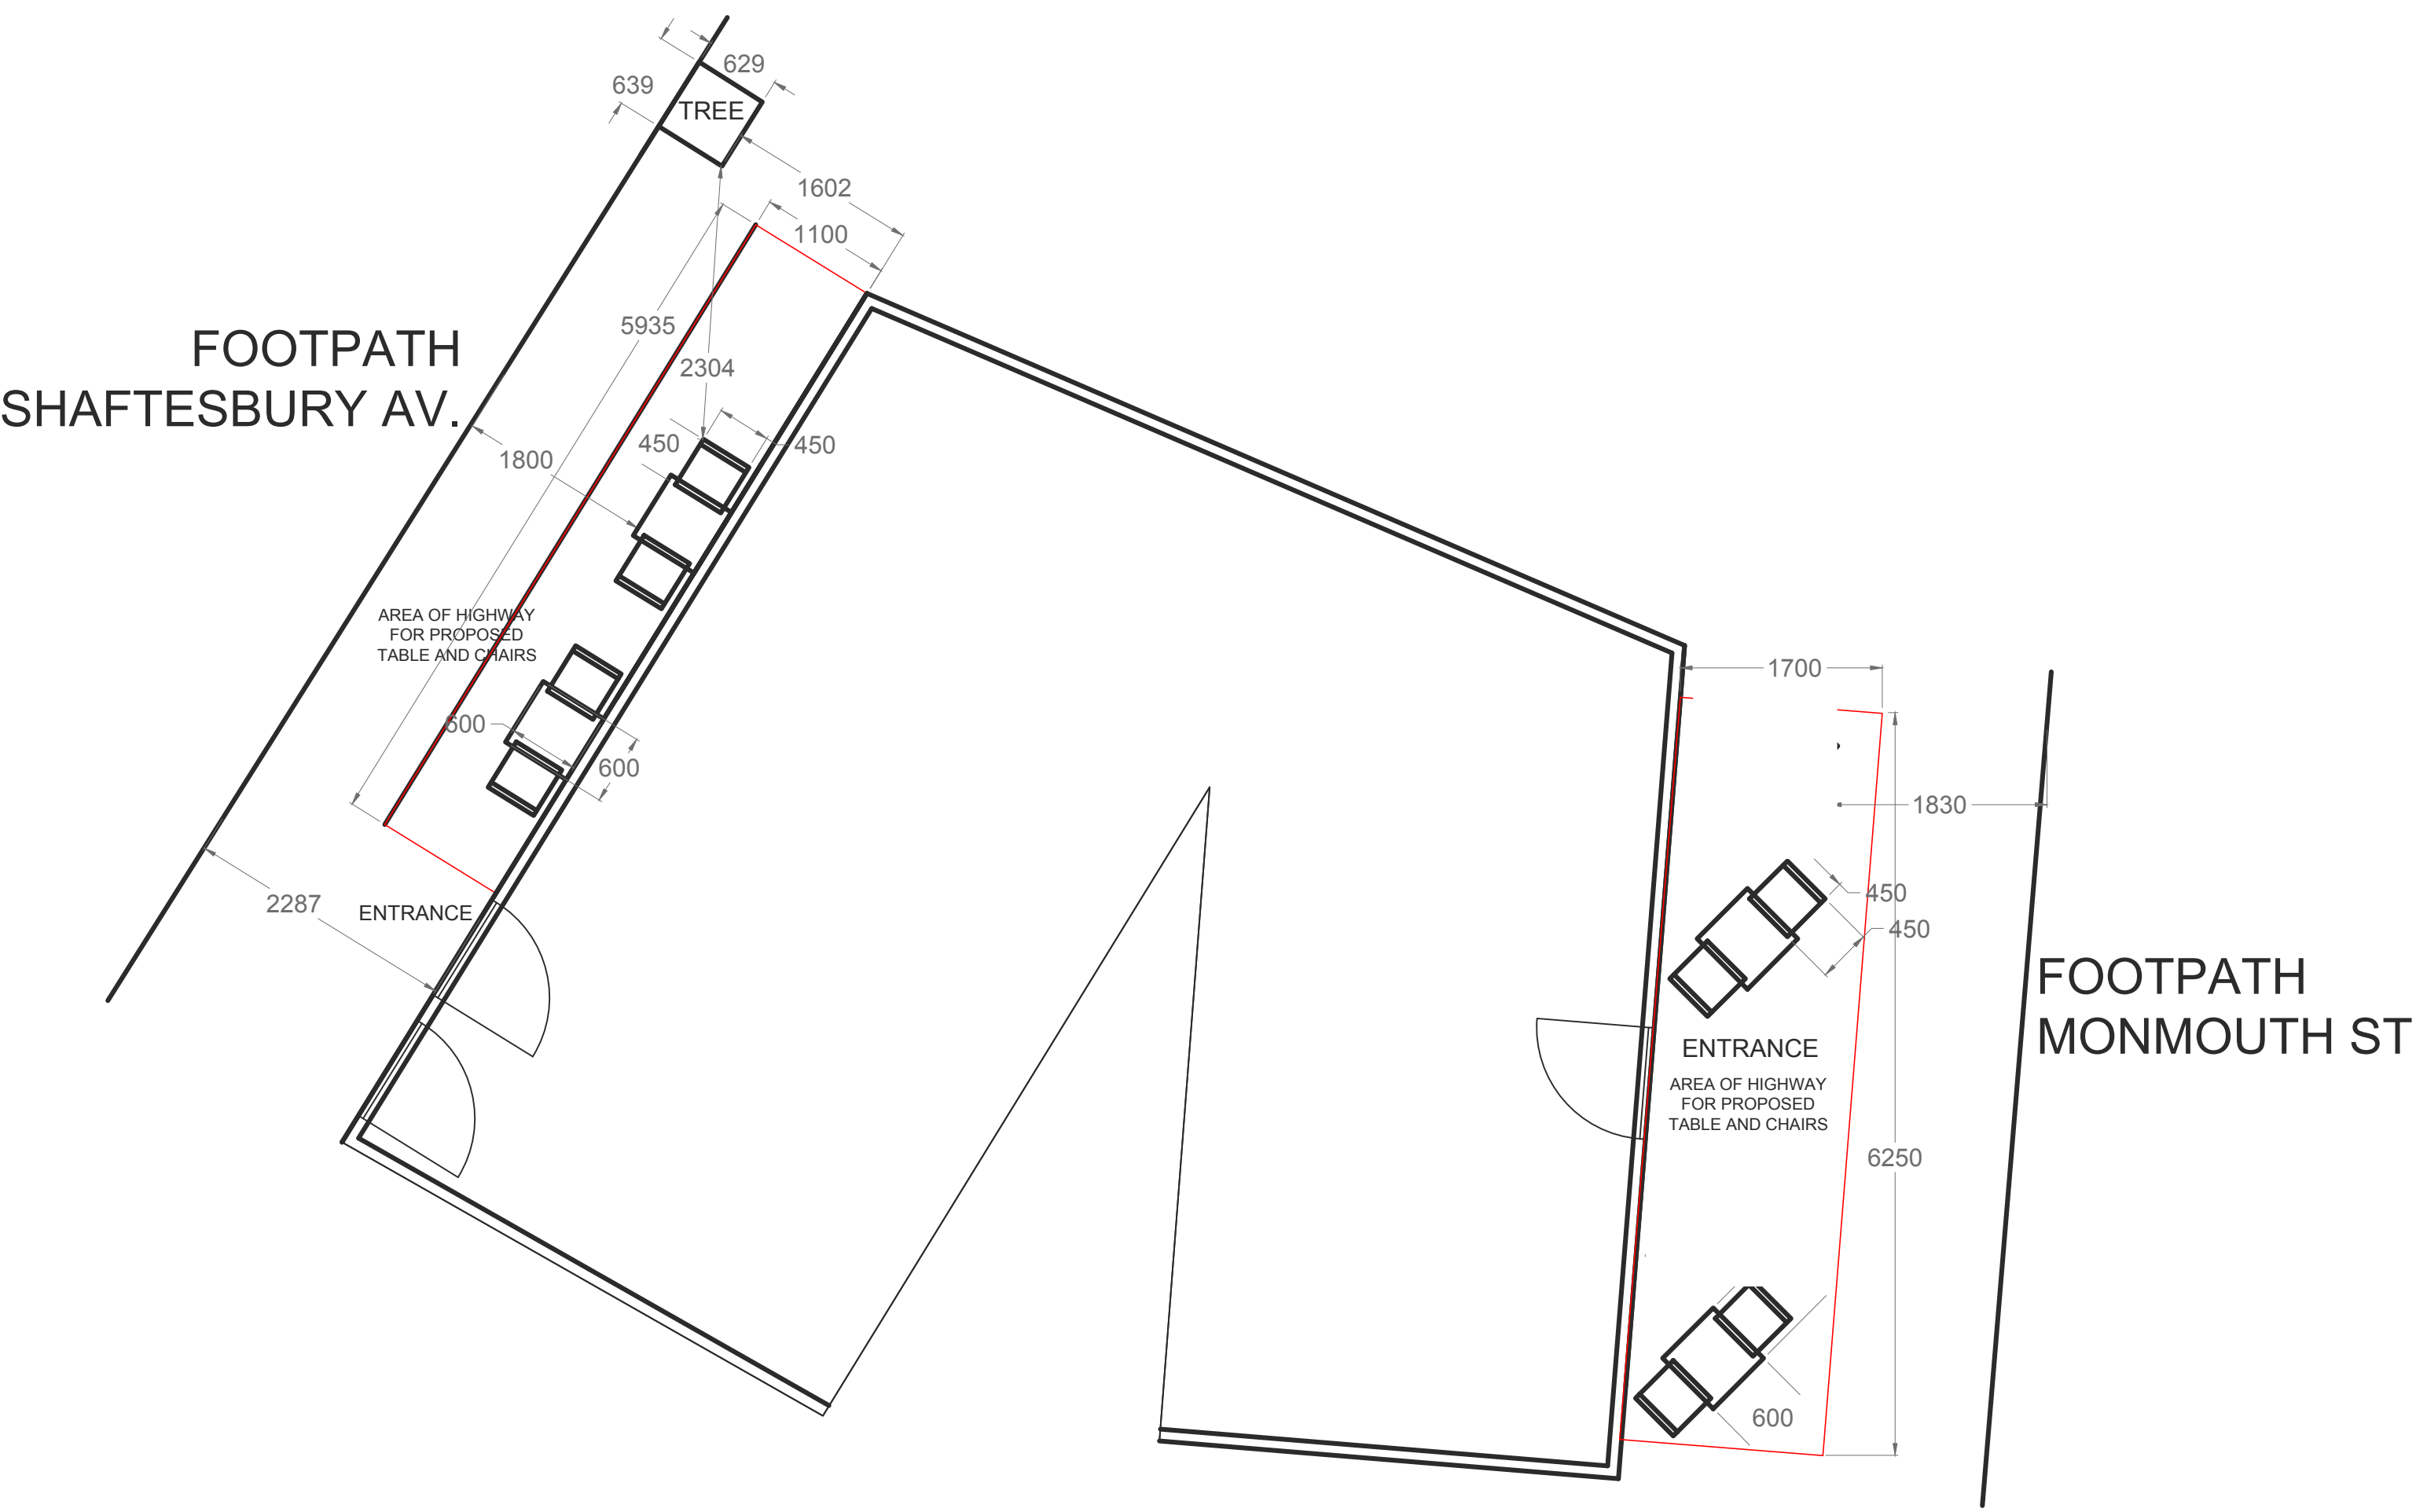 629
639
TREE
1602
1100
FOOTPATH
SHAFTESBURY AV.
5935
2304
450
450
1800
AREA OF HIGHWAY
FOR PROPOSED
TABLE AND CHAIRS
600
600
2287
ENTRANCE
1700
1830
450
450
FOOTPATH
MONMOUTH ST
ENTRANCE
AREA OF HIGHWAY
FOR PROPOSED
TABLE AND CHAIRS
6250
600